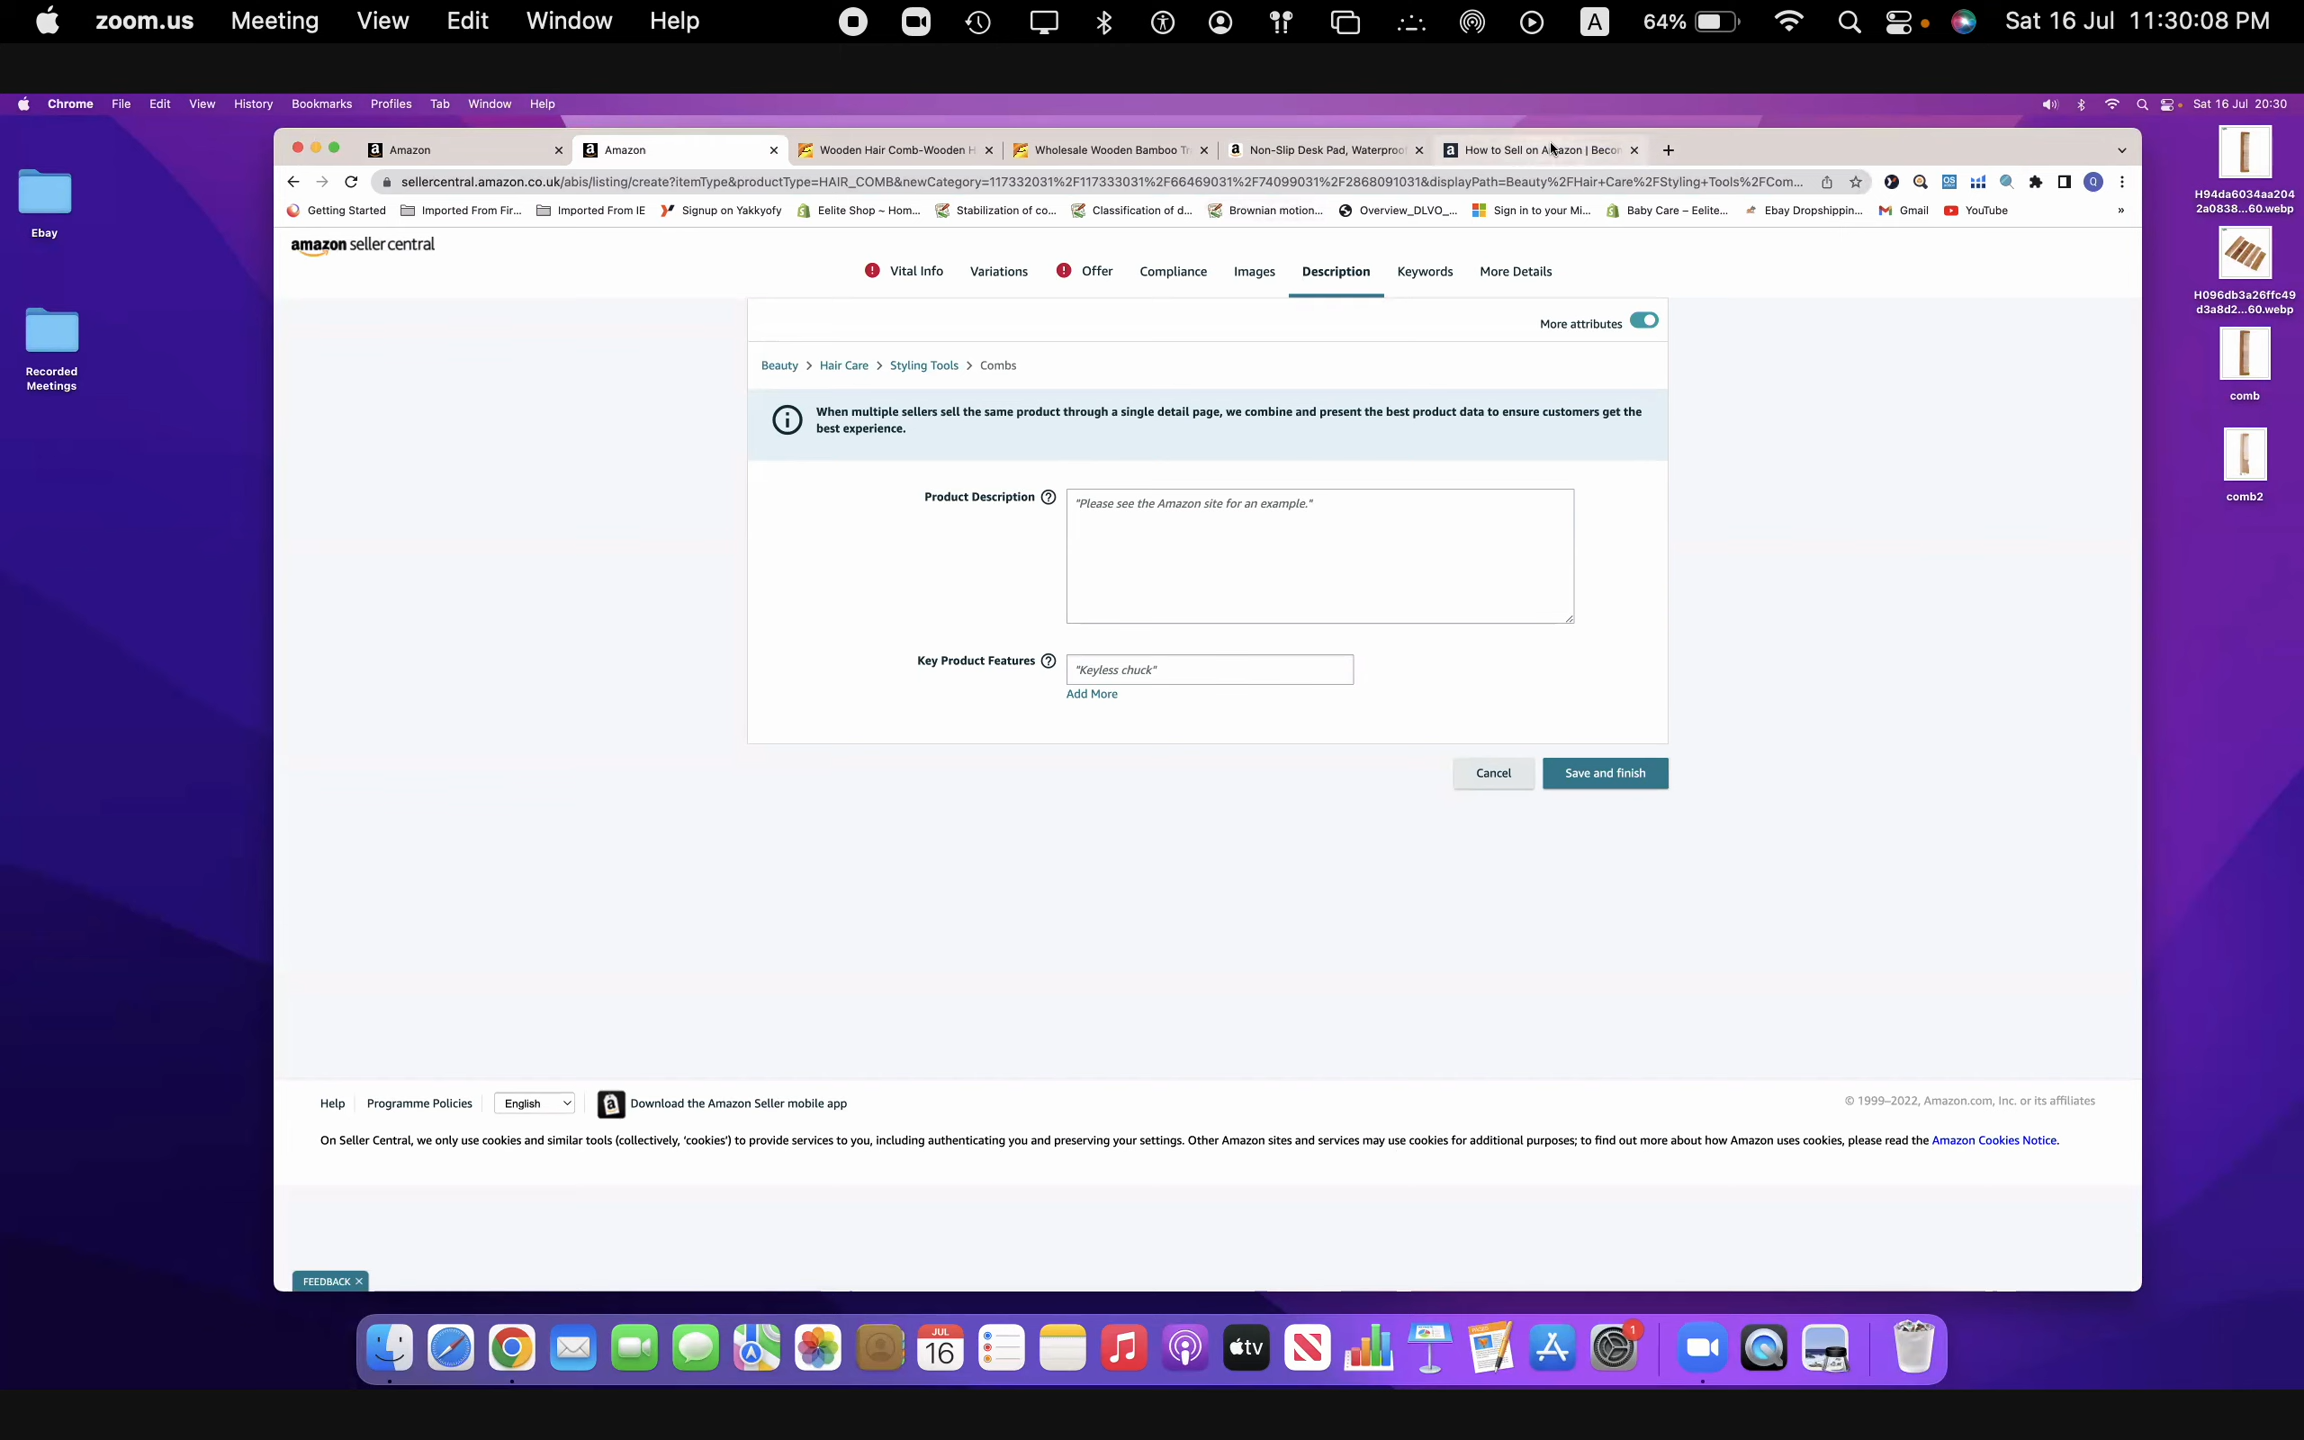 zoom.us Meeting View Edit Window Help A 64% Sat 16 Jul 11:30:08 PM
Chrome File Edit View History Bookmarks Profiles Tab Window Help Sat 16 Jul 20:30
Amazon Amazon Wooden Hair Comb-Wooden H Wholesale Wooden Bamboo Tr Non-Slip Desk Pad, Waterproof How to Sell on Amazon | Becon
sellercentral.amazon.co.uk/abis/listing/create?itemType&productType=HAIR_COMB&newCategory=117332031%2F117333031%2F66469031%2F74099031%2F2868091031&displayPath=Beauty%2FHair+Care%2FStyling+Tools%2FCom... Q
Getting Started Imported From Fir... Imported From IE Signup on Yakkyofy Eelite Shop ~ Hom... Stabilization of co... Classification of d... Brownian motion... Overview_DLVO_... Sign in to your Mi... Baby Care – Eelite... Ebay Dropshippin... Gmail YouTube »
amazon seller central
Vital Info Variations Offer Compliance Images Description Keywords More Details
More attributes
Beauty > Hair Care > Styling Tools > Combs
When multiple sellers sell the same product through a single detail page, we combine and present the best product data to ensure customers get the
best experience.
Product Description ? "Please see the Amazon site for an example."
Key Product Features ? "Keyless chuck"
Add More
Cancel Save and finish
Help Programme Policies English Download the Amazon Seller mobile app © 1999–2022, Amazon.com, Inc. or its affiliates
On Seller Central, we only use cookies and similar tools (collectively, 'cookies') to provide services to you, including authenticating you and preserving your settings. Other Amazon sites and services may use cookies for additional purposes; to find out more about how Amazon uses cookies, please read the Amazon Cookies Notice.
FEEDBACK ×
Ebay
Recorded
Meetings
H94da6034aa204
2a0838...60.webp
H096db3a26ffc49
d3a8d2...60.webp
comb
comb2
JUL
16
tv
1